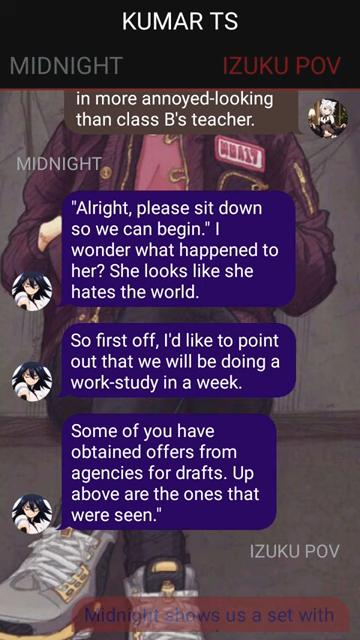 KUMAR TS
MIDNIGHT
IZUKU POV
in more annoyed-looking
than class B's teacher.
MIDNIGHT
"Alright, please sit down
so we can begin." I
wonder what happened to
her? She looks like she
hates the world.
So first off, I'd like to point
out that we will be doing a
work-study in a week.
Some of you have
obtained offers from
agencies for drafts. Up
above are the ones that
were seen."
IZUKU POV
Midnight shows us a set with